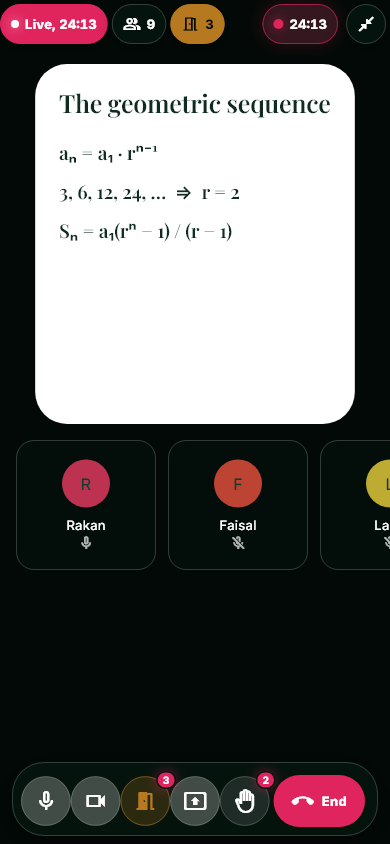 Live, 24:13
9
3
24:13
The geometric sequence
aₙ = a₁ · rⁿ⁻¹
3, 6, 12, 24, … ⇒ r = 2
Sₙ = a₁(rⁿ − 1) / (r − 1)
R
F
L
Rakan
Faisal
La
3
2
End